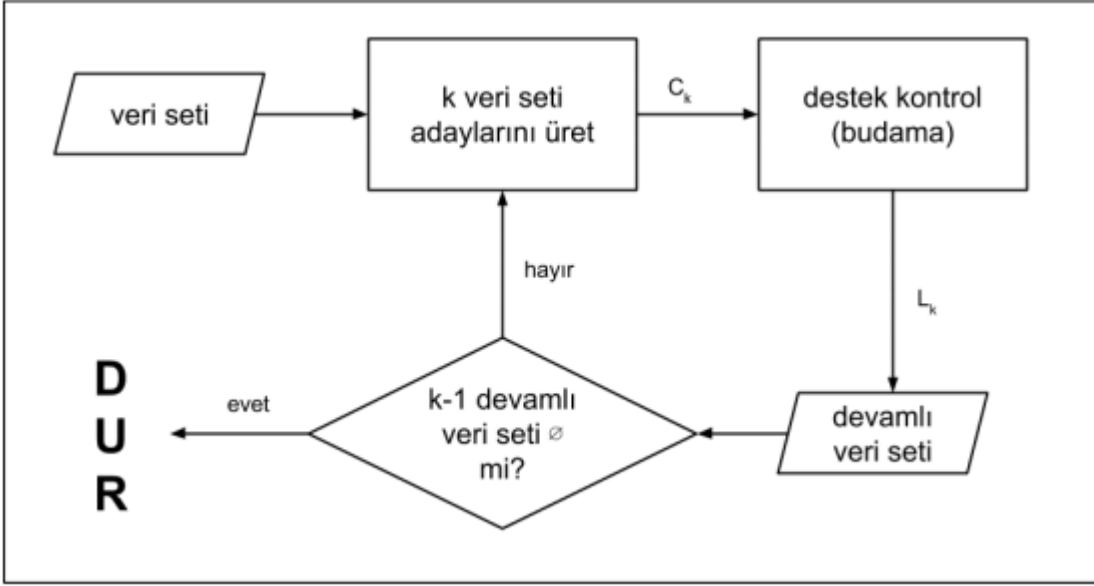 veri seti
k veri seti
adaylarını üret
C_k
destek kontrol
(budama)
hayır
L_k
D
U
R
evet
k-1 devamlı
veri seti ∅
mi?
devamlı
veri seti